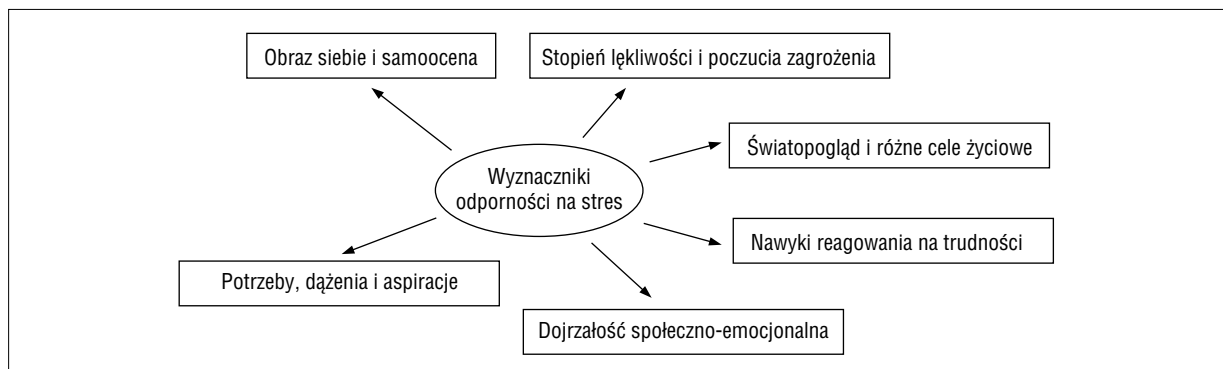 Obraz siebie i samoocena
Stopień lękliwości i poczucia zagrożenia
Światopogląd i różne cele życiowe
Wyznaczniki
odporności na stres
Nawyki reagowania na trudności
Potrzeby, dążenia i aspiracje
Dojrzałość społeczno-emocjonalna